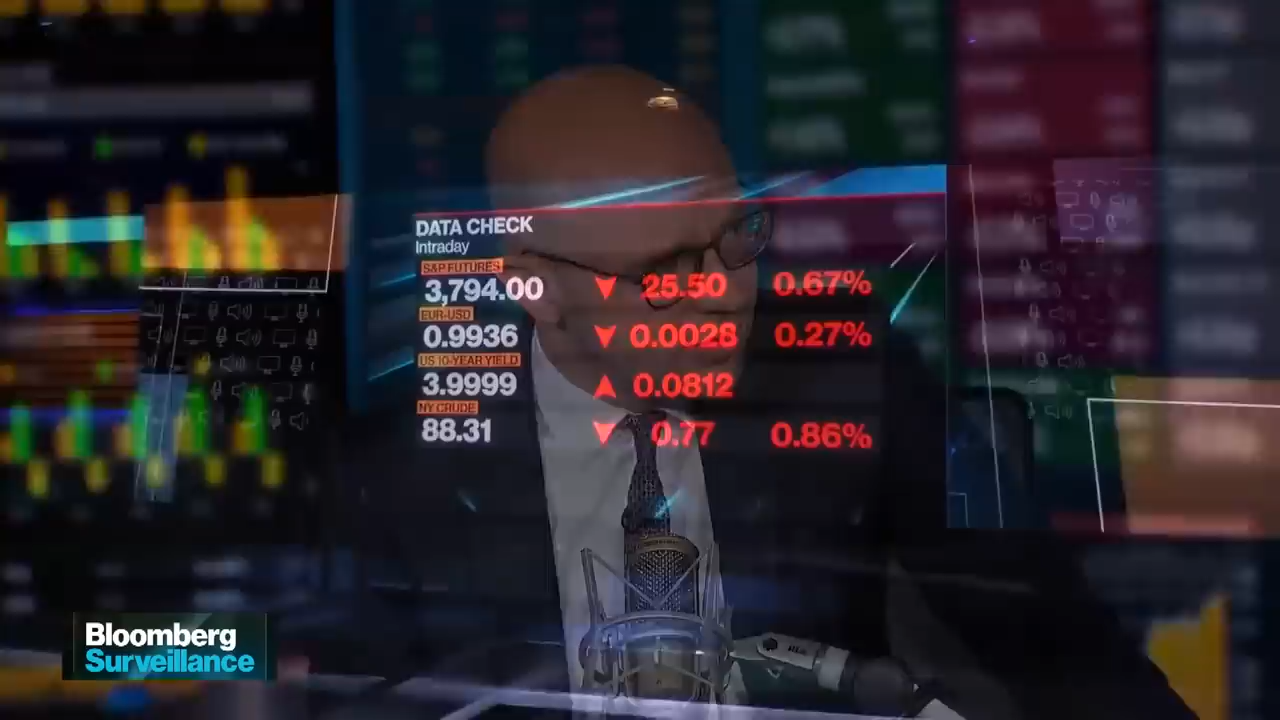 DATA CHECK
Intraday
S&P FUTURES
3,794.00 ▼ 25.50 0.67%
EUR-USD
0.9936 ▼ 0.0028 0.27%
US 10-YEAR YIELD
3.9999 ▲ 0.0812
NY CRUDE
88.31 ▼ 0.77 0.86%
Bloomberg
Surveillance